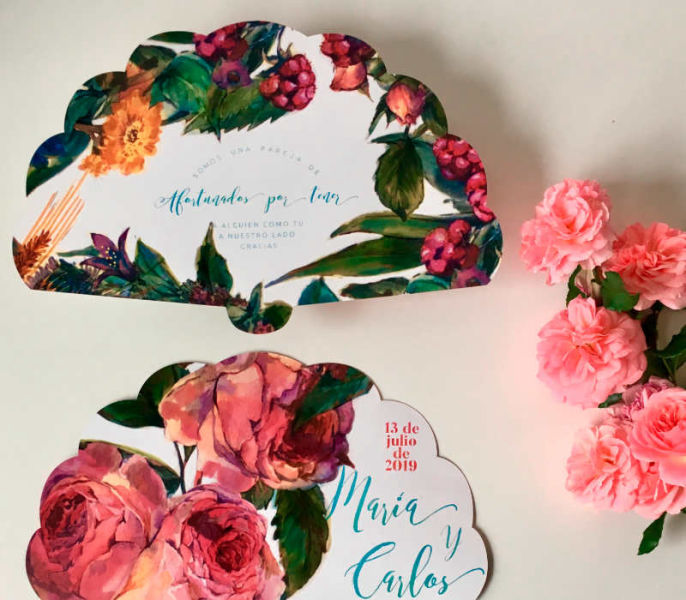 SOMOS UNA PAREJA DE
Afortunados por tener
A ALGUIEN COMO TU
A NUESTRO LADO
GRACIAS
13 de
julio
de
2019
María
y
Carlos